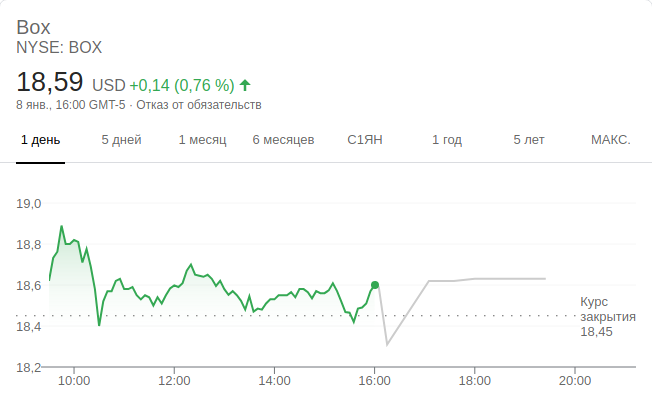 Box
NYSE: BOX
18,59 USD +0,14 (0,76 %)
8 янв., 16:00 GMT-5 · Отказ от обязательств
1 день 5 дней 1 месяц 6 месяцев С1ЯН 1 год 5 лет МАКС.
19,0
18,8
18,6
18,4
18,2
Курс
закрытия
18,45
10:00 12:00 14:00 16:00 18:00 20:00